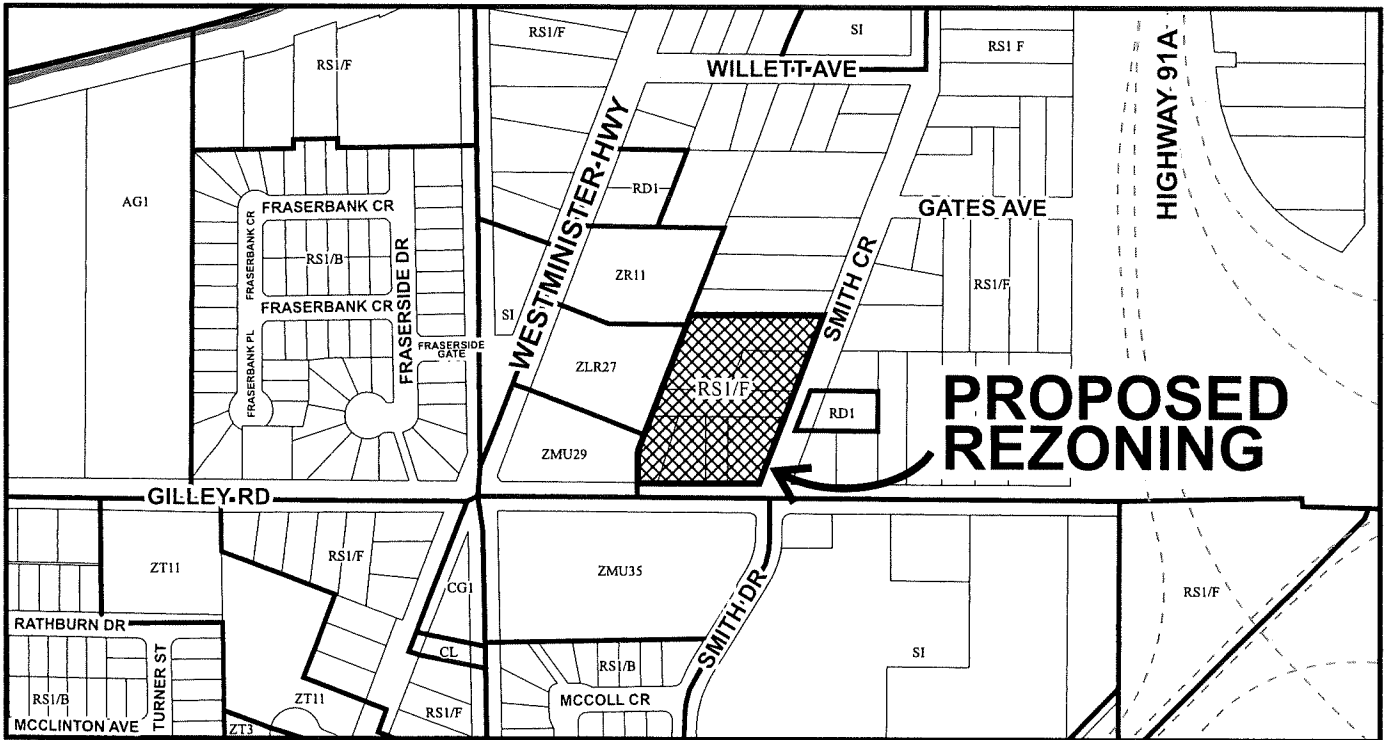 RS1/F
SI
RS1 F
WILLETT AVE
HIGHWAY 91A
RS1/F
WESTMINISTER HWY
AG1
RD1
FRASERBANK CR
FRASERBANK CR
GATES AVE
RS1/B
FRASERSIDE DR
ZR11
SMITH CR
RS1/F
FRASERBANK CR
SI
FRASERSIDE
GATE
FRASERBANK PL
ZLR27
RS1/F
PROPOSED
REZONING
RD1
ZMU29
GILLEY RD
ZT11
RS1/F
CG1
ZMU35
SMITH DR
RS1/F
RATHBURN DR
TURNER ST
CL
RS1/B
SI
RS1/B
ZT11
RS1/F
MCCOLL CR
MCCLINTON AVE
ZT3